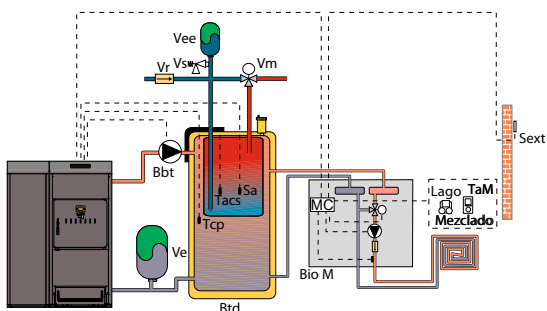 Vee
Vs
Vr
Vm
Sext
Bbt
Sa
Tacs
Tcp
Lago
TaM
MC
Mezclado
Ve
Bio M
Btd